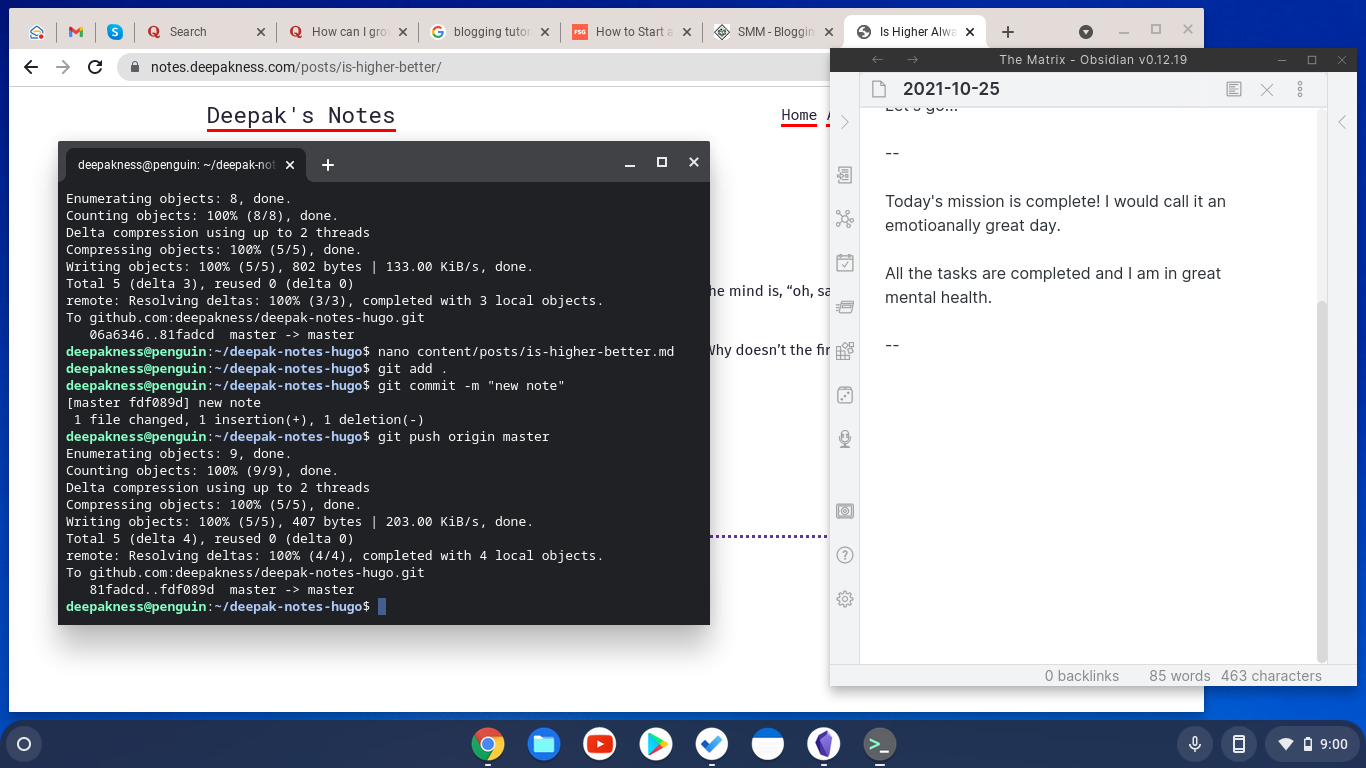 Search
How can I gro
blogging tutor
How to Start a
SMM - Bloggin
Is Higher Alwa
notes.deepakness.com/posts/is-higher-better/
Deepak's Notes
Home
he mind is, “oh, sa
Why doesn’t the fir
deepakness@penguin: ~/deepak-not
Enumerating objects: 8, done.
Counting objects: 100% (8/8), done.
Delta compression using up to 2 threads
Compressing objects: 100% (5/5), done.
Writing objects: 100% (5/5), 802 bytes | 133.00 KiB/s, done.
Total 5 (delta 3), reused 0 (delta 0)
remote: Resolving deltas: 100% (3/3), completed with 3 local objects.
To github.com:deepakness/deepak-notes-hugo.git
06a6346..81fadcd  master -> master
deepakness@penguin:~/deepak-notes-hugo$ nano content/posts/is-higher-better.md
deepakness@penguin:~/deepak-notes-hugo$ git add .
deepakness@penguin:~/deepak-notes-hugo$ git commit -m "new note"
[master fdf089d] new note
1 file changed, 1 insertion(+), 1 deletion(-)
deepakness@penguin:~/deepak-notes-hugo$ git push origin master
Enumerating objects: 9, done.
Counting objects: 100% (9/9), done.
Delta compression using up to 2 threads
Compressing objects: 100% (5/5), done.
Writing objects: 100% (5/5), 407 bytes | 203.00 KiB/s, done.
Total 5 (delta 4), reused 0 (delta 0)
remote: Resolving deltas: 100% (4/4), completed with 4 local objects.
To github.com:deepakness/deepak-notes-hugo.git
81fadcd..fdf089d  master -> master
deepakness@penguin:~/deepak-notes-hugo$
The Matrix - Obsidian v0.12.19
2021-10-25
Let's go...
--
Today's mission is complete! I would call it an
emotioanally great day.
All the tasks are completed and I am in great
mental health.
--
0 backlinks
85 words
463 characters
9:00